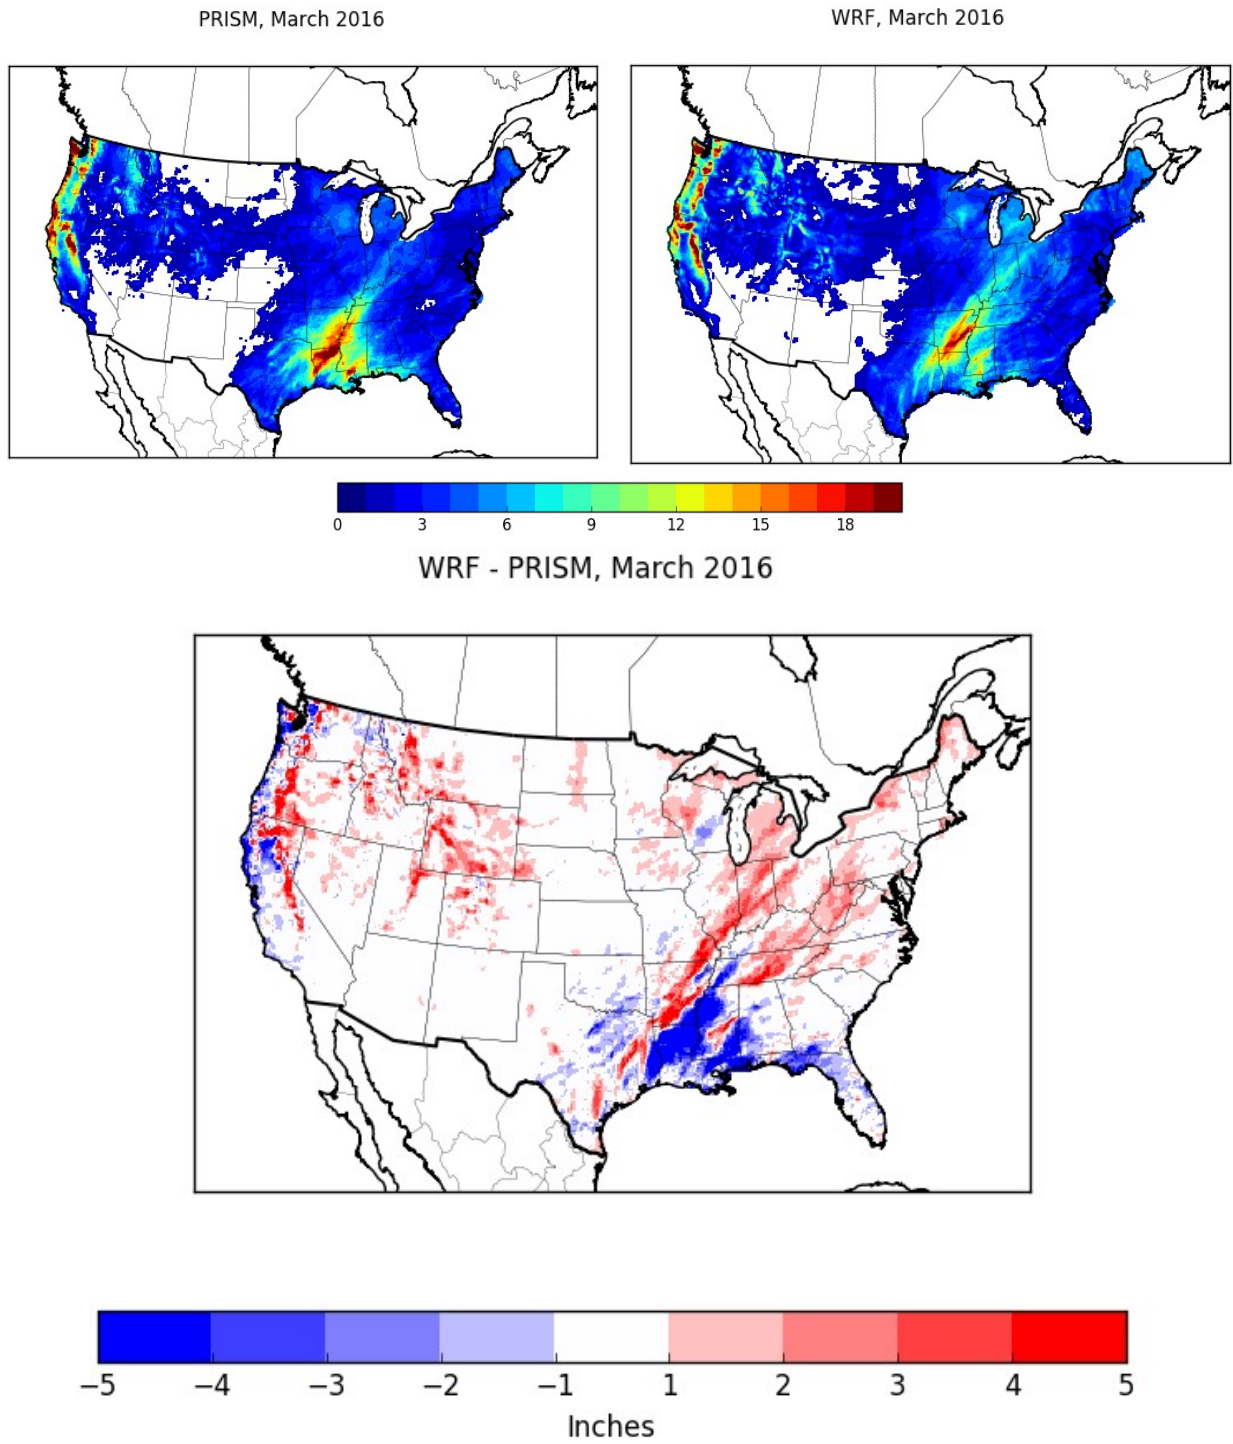 PRISM, March 2016
WRF, March 2016
0 3 6 9 12 15 18
WRF - PRISM, March 2016
−5 −4 −3 −2 −1 1 2 3 4 5
Inches